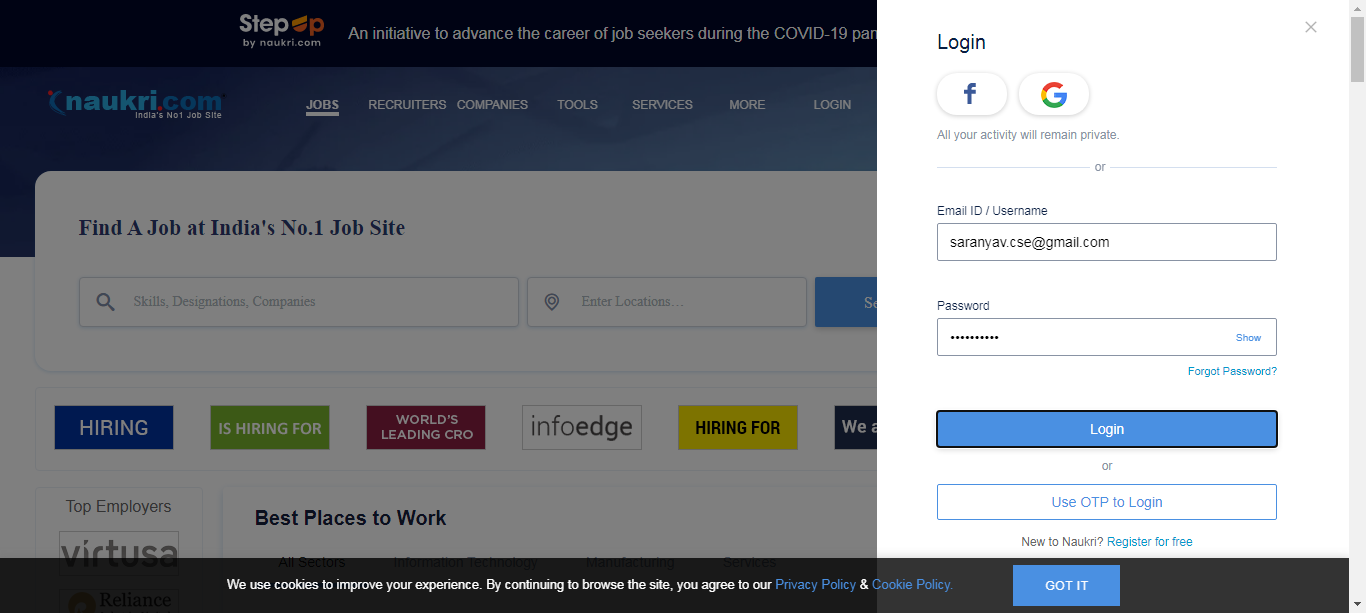 StepUp
by naukri.com
An initiative to advance the career of job seekers during the COVID-19 pan
naukri.com
India's No1 Job Site
JOBS RECRUITERS COMPANIES TOOLS SERVICES MORE LOGIN
Find A Job at India's No.1 Job Site
Skills, Designations, Companies
Enter Locations…
Se
HIRING
IS HIRING FOR
WORLD'S
LEADING CRO
infoedge
HIRING FOR
We a
Top Employers
virtusa
Reliance
Best Places to Work
All Sectors Information Technology Manufacturing Services
Login
f
G
All your activity will remain private.
or
Email ID / Username
saranyav.cse@gmail.com
Password
••••••••••
Show
Forgot Password?
Login
or
Use OTP to Login
New to Naukri? Register for free
We use cookies to improve your experience. By continuing to browse the site, you agree to our Privacy Policy & Cookie Policy.
GOT IT